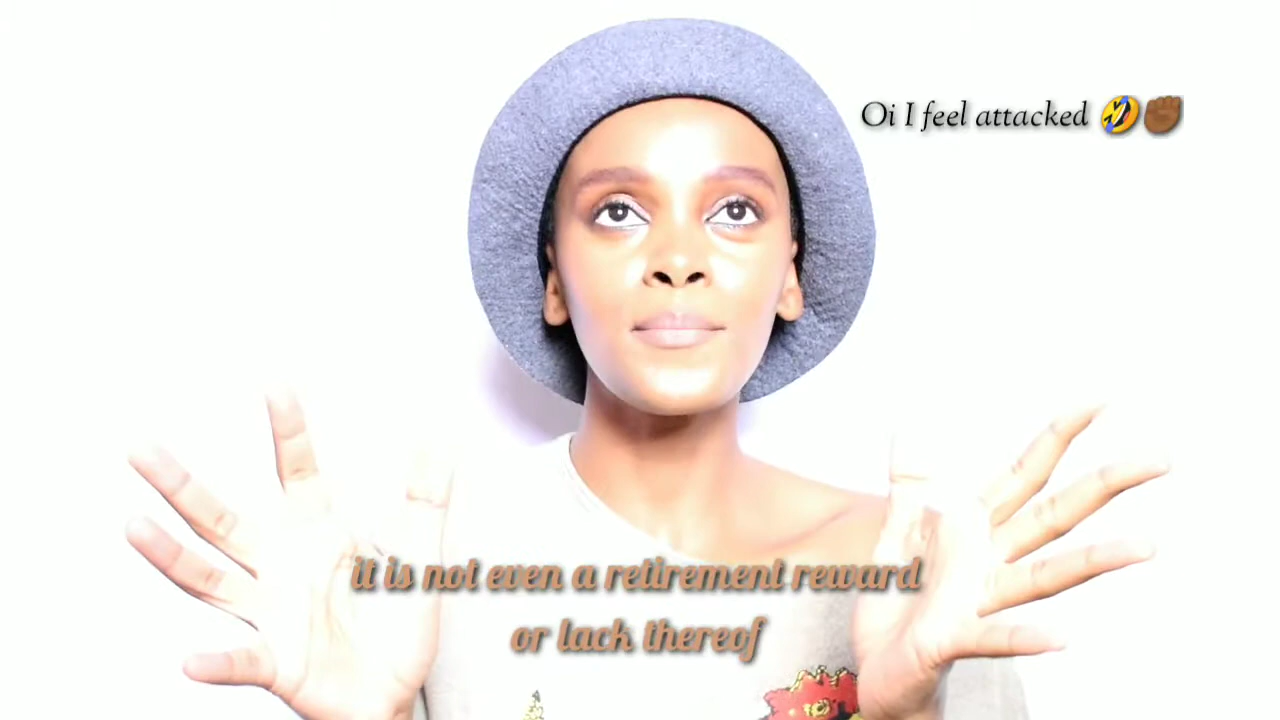 Oi I feel attacked 🤣✊🏾
it is not even a retirement reward
or lack thereof